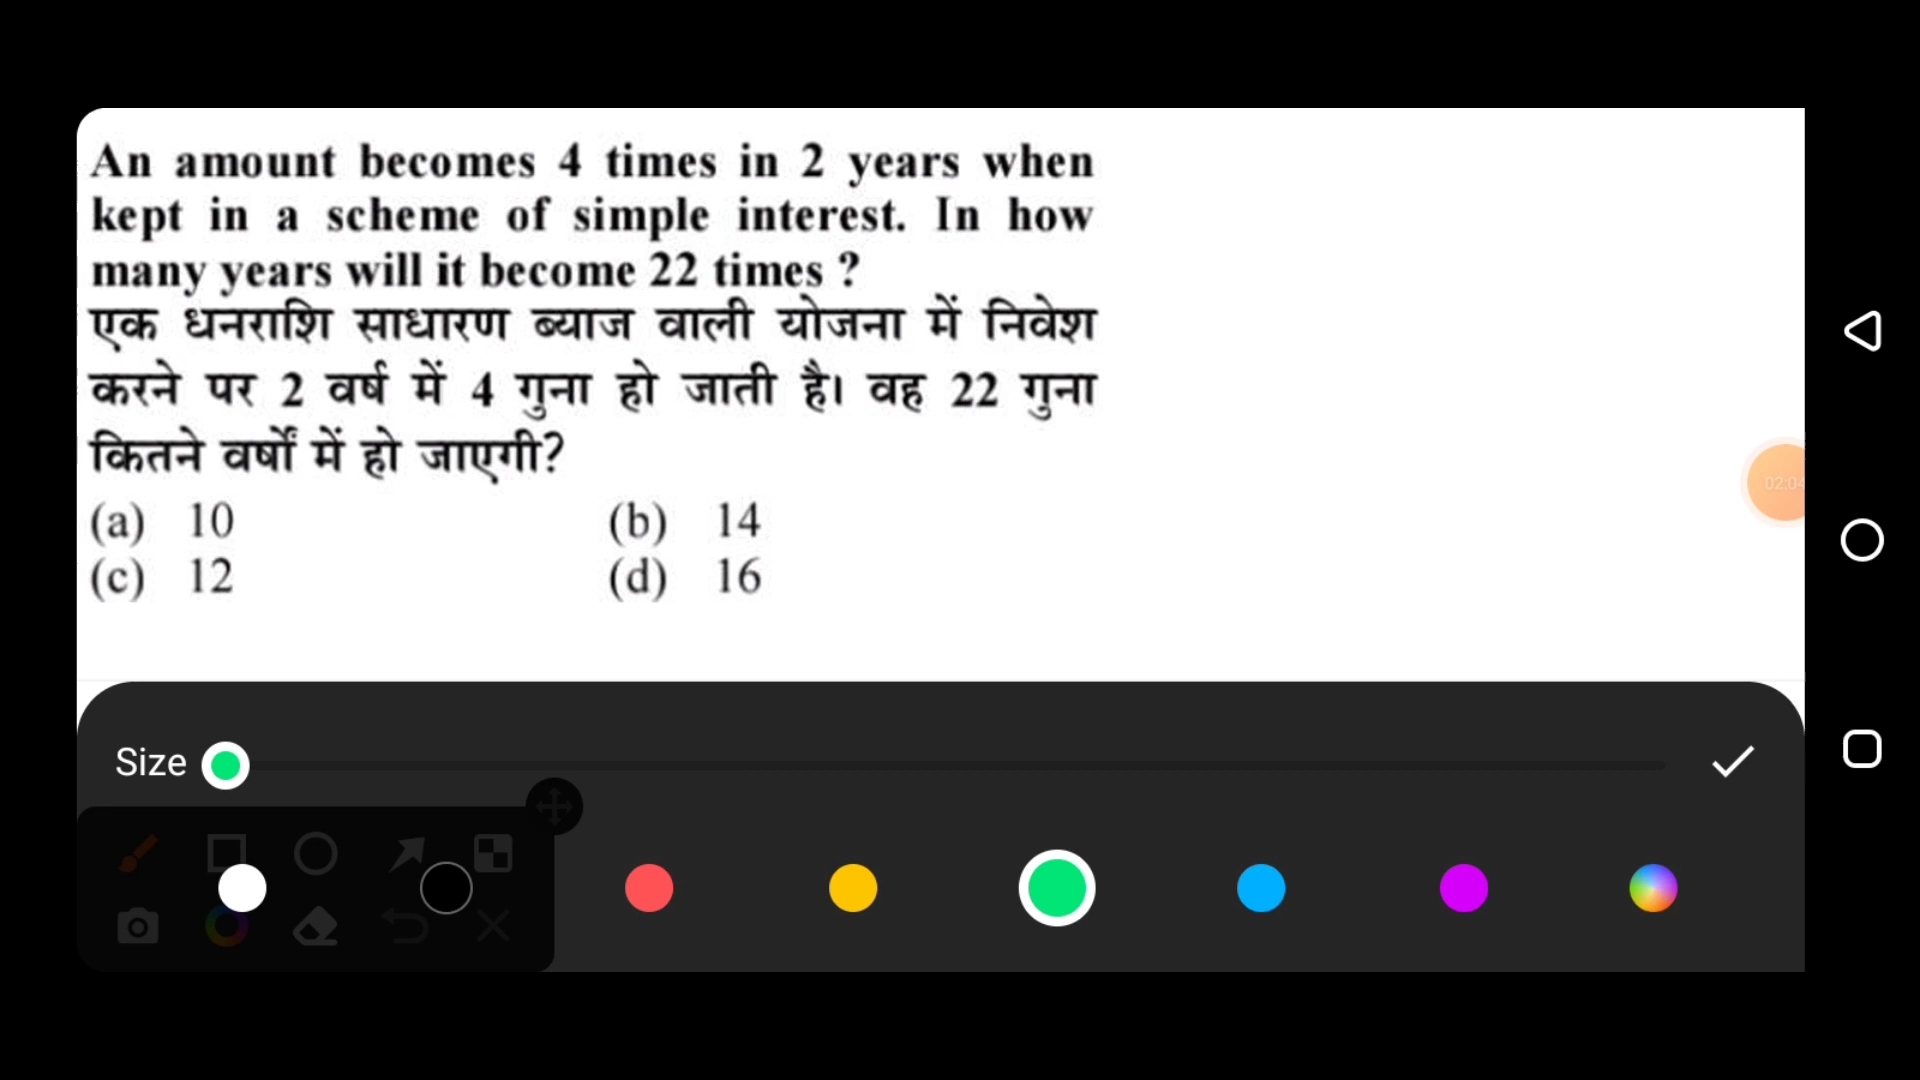 An amount becomes 4 times in 2 years when
kept in a scheme of simple interest. In how
many years will it become 22 times ?
एक धनराशि साधारण ब्याज वाली योजना में निवेश
करने पर 2 वर्ष में 4 गुना हो जाती है। वह 22 गुना
कितने वर्षों में हो जाएगी?
(a) 10 (b) 14
(c) 12 (d) 16
02:04
Size